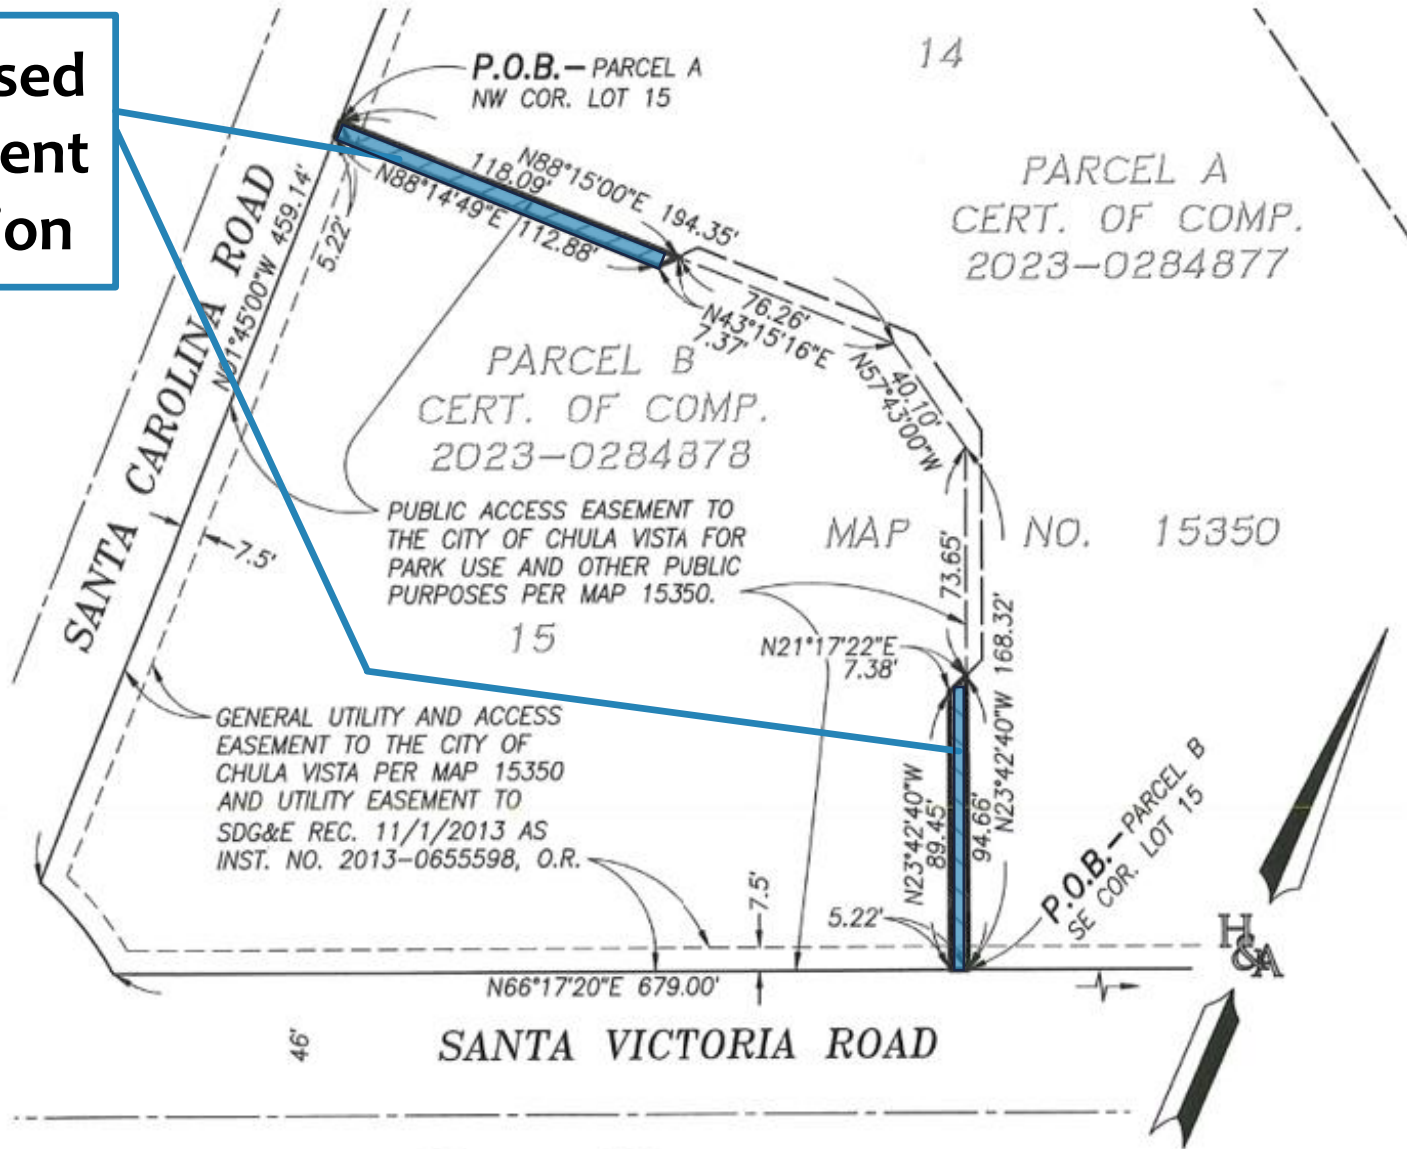 sed
ent
ion
P.O.B.— PARCEL A
NW COR. LOT 15
14
PARCEL A
CERT. OF COMP.
2023—0284877
N88°15'00"E 194.35'
118.09'
N88°14'49"E 112.88'
5.22'
N01°45'00"W 459.14'
SANTA CAROLINA ROAD
76.26'
N43°15'16"E
7.37'
40.10'
N57°43'00"W
PARCEL B
CERT. OF COMP.
2023—0284878
PUBLIC ACCESS EASEMENT TO
THE CITY OF CHULA VISTA FOR
PARK USE AND OTHER PUBLIC
PURPOSES PER MAP 15350.
MAP NO. 15350
7.5'
73.65'
15
N21°17'22"E
7.38'
N23°42'40"W 168.32'
GENERAL UTILITY AND ACCESS
EASEMENT TO THE CITY OF
CHULA VISTA PER MAP 15350
AND UTILITY EASEMENT TO
SDG&E REC. 11/1/2013 AS
INST. NO. 2013-0655598, O.R.
N23°42'40"W
89.45'
94.66'
P.O.B.—PARCEL B
SE COR. LOT 15
7.5'
5.22'
H&A
N66°17'20"E 679.00'
46'
SANTA VICTORIA ROAD